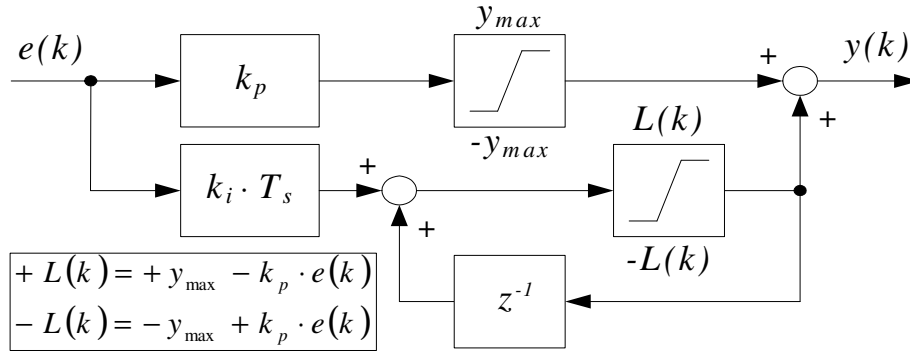 y_max
e(k)
+
y(k)
k_p
-y_max
L(k)
+
+
k_i · T_s
+
-L(k)
+ L(k) = + y_max − k_p · e(k)
− L(k) = − y_max + k_p · e(k)
z^-1